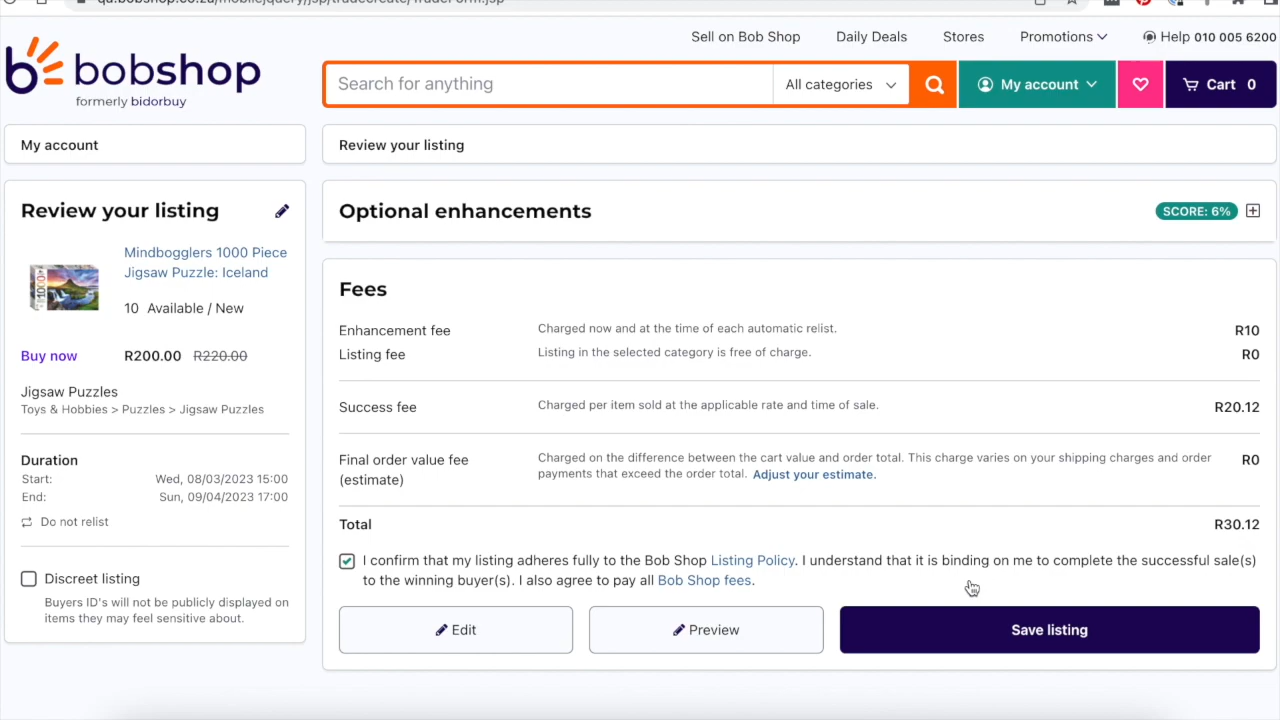 qa.bobshop.co.za/mobilejquery/jsp/tradecreate/TradeForm.jsp
Sell on Bob Shop Daily Deals Stores Promotions Help 010 005 6200
bobshop
formerly bidorbuy
Search for anything All categories My account Cart 0
My account
Review your listing
Review your listing
Mindbogglers 1000 Piece
Jigsaw Puzzle: Iceland
10 Available / New
Buy now R200.00 R220.00
Jigsaw Puzzles
Toys & Hobbies > Puzzles > Jigsaw Puzzles
Duration
Start: Wed, 08/03/2023 15:00
End: Sun, 09/04/2023 17:00
Do not relist
Discreet listing
Buyers ID's will not be publicly displayed on
items they may feel sensitive about.
Optional enhancements SCORE: 6%
Fees
Enhancement fee Charged now and at the time of each automatic relist. R10
Listing fee Listing in the selected category is free of charge. R0
Success fee Charged per item sold at the applicable rate and time of sale. R20.12
Final order value fee Charged on the difference between the cart value and order total. This charge varies on your shipping charges and order R0
(estimate) payments that exceed the order total. Adjust your estimate.
Total R30.12
I confirm that my listing adheres fully to the Bob Shop Listing Policy. I understand that it is binding on me to complete the successful sale(s)
to the winning buyer(s). I also agree to pay all Bob Shop fees.
Edit Preview Save listing